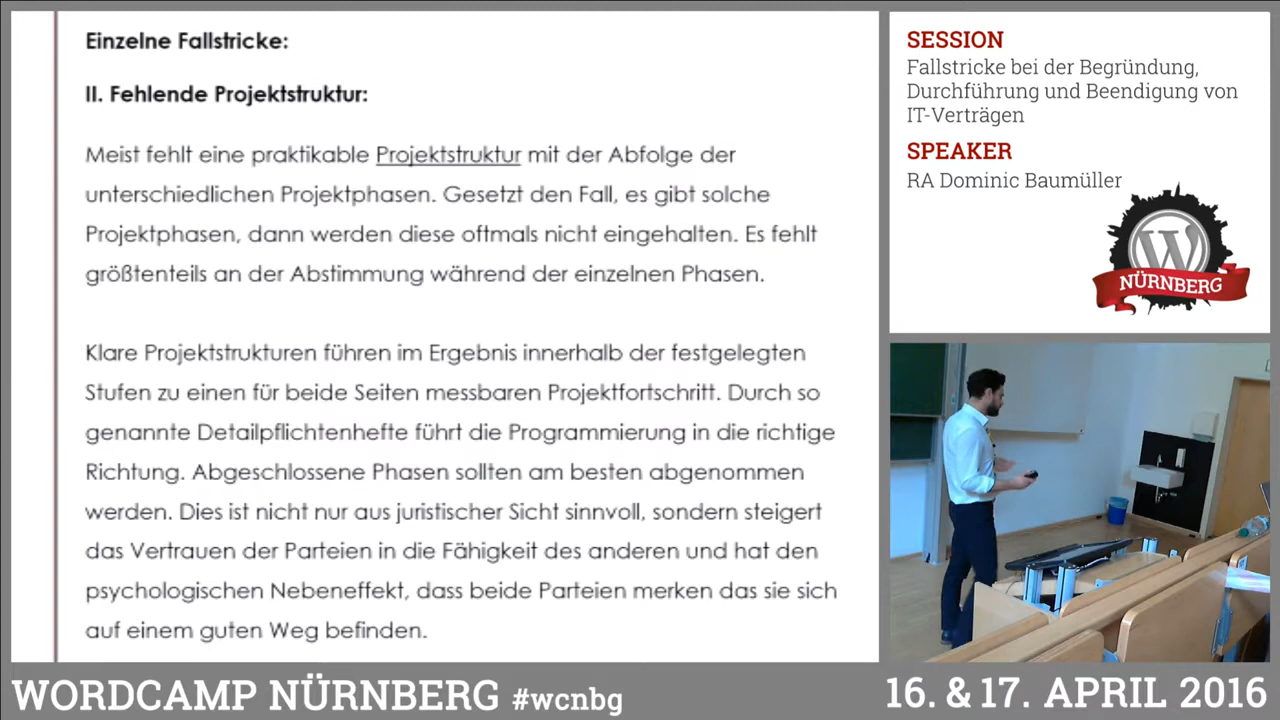 Einzelne Fallstricke:
II. Fehlende Projektstruktur:
Meist fehlt eine praktikable Projektstruktur mit der Abfolge der
unterschiedlichen Projektphasen. Gesetzt den Fall, es gibt solche
Projektphasen, dann werden diese oftmals nicht eingehalten. Es fehlt
größtenteils an der Abstimmung während der einzelnen Phasen.
Klare Projektstrukturen führen im Ergebnis innerhalb der festgelegten
Stufen zu einen für beide Seiten messbaren Projektfortschritt. Durch so
genannte Detailpflichtenhefte führt die Programmierung in die richtige
Richtung. Abgeschlossene Phasen sollten am besten abgenommen
werden. Dies ist nicht nur aus juristischer Sicht sinnvoll, sondern steigert
das Vertrauen der Parteien in die Fähigkeit des anderen und hat den
psychologischen Nebeneffekt, dass beide Parteien merken das sie sich
auf einem guten Weg befinden.
SESSION
Fallstricke bei der Begründung,
Durchführung und Beendigung von
IT-Verträgen
SPEAKER
RA Dominic Baumüller
W
NÜRNBERG
WORDCAMP NÜRNBERG #wcnbg
16. & 17. APRIL 2016